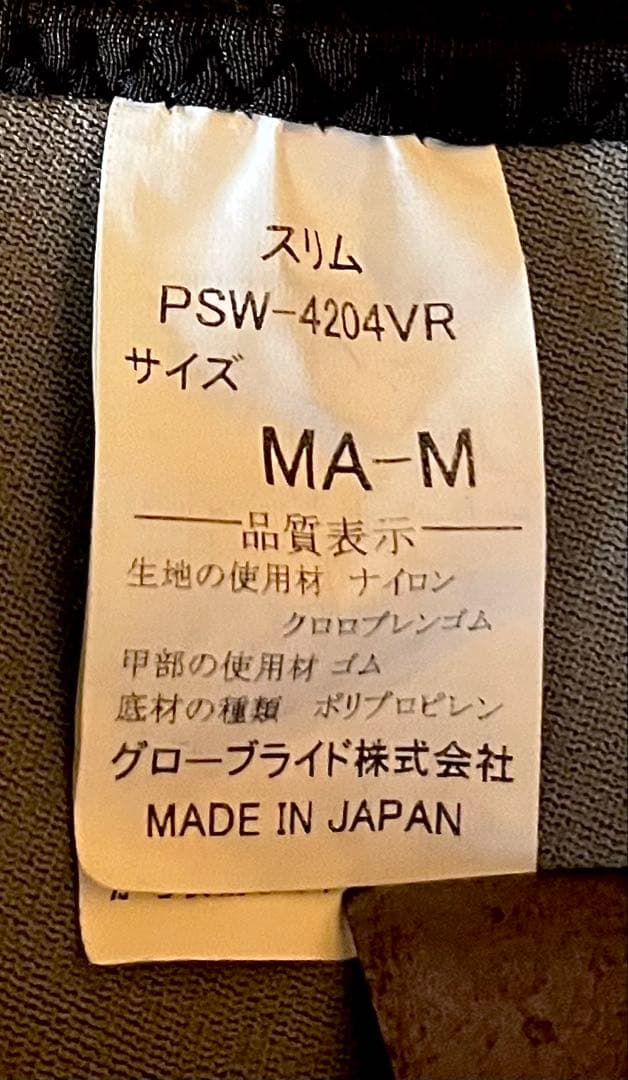 スリム
PSW-4204VR
サイズ
MA-M
品質表示
生地の使用材 ナイロン
クロロプレンゴム
甲部の使用材 ゴム
底材の種類 ポリプロピレン
グローブライド株式会社
MADE IN JAPAN